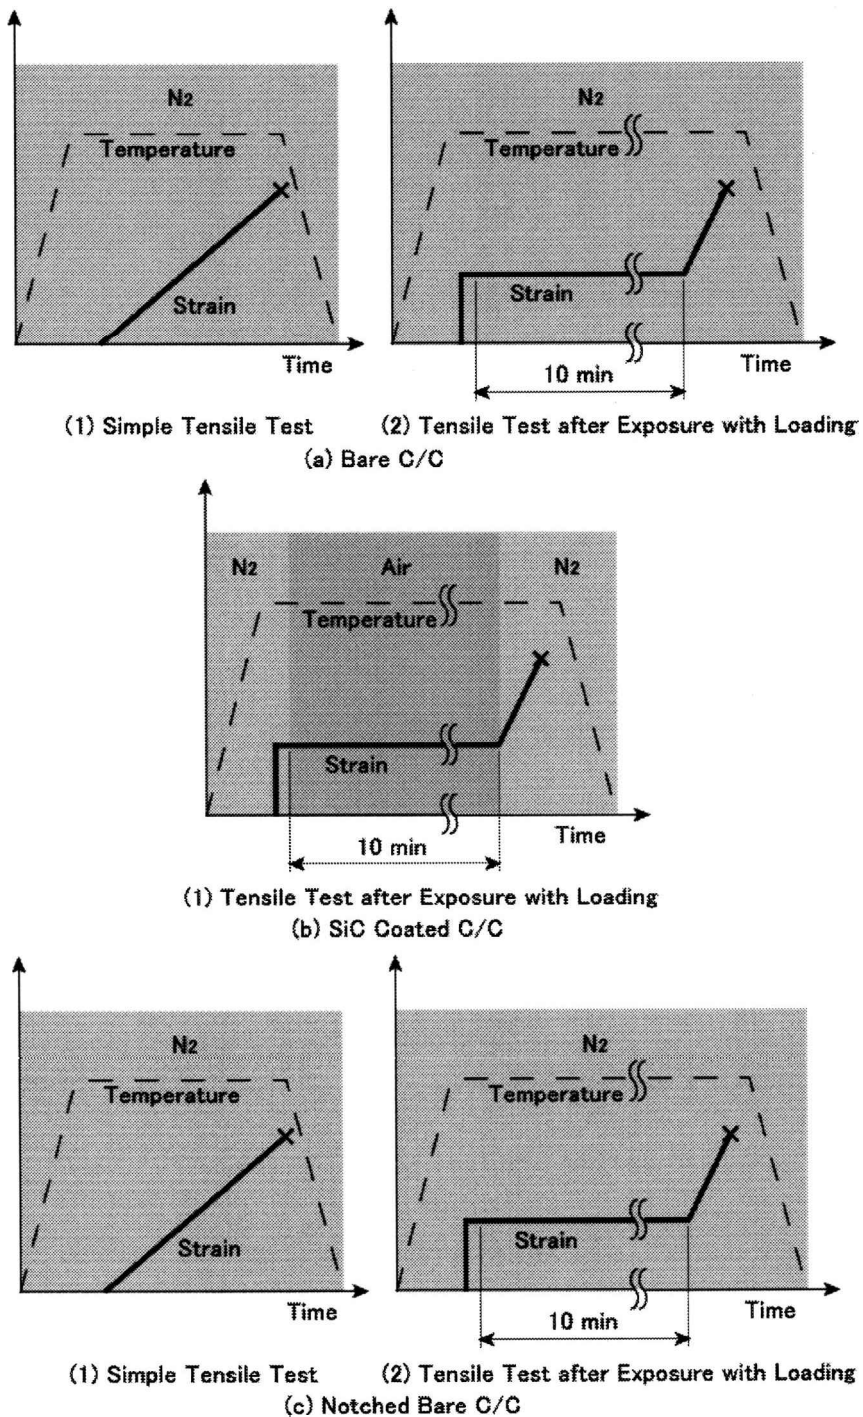 N2
Temperature
Strain
Time
(1) Simple Tensile Test
N2
Temperature
Strain
Time
10 min
(2) Tensile Test after Exposure with Loading
(a) Bare C/C
N2 Air N2
Temperature
Strain
Time
10 min
(1) Tensile Test after Exposure with Loading
(b) SiC Coated C/C
N2
Temperature
Strain
Time
(1) Simple Tensile Test
N2
Temperature
Strain
Time
10 min
(2) Tensile Test after Exposure with Loading
(c) Notched Bare C/C